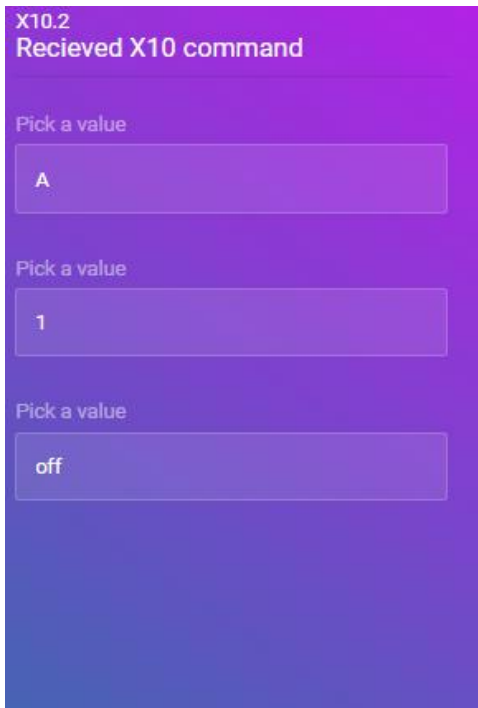 X10.2
Recieved X10 command
Pick a value
A
Pick a value
1
Pick a value
off